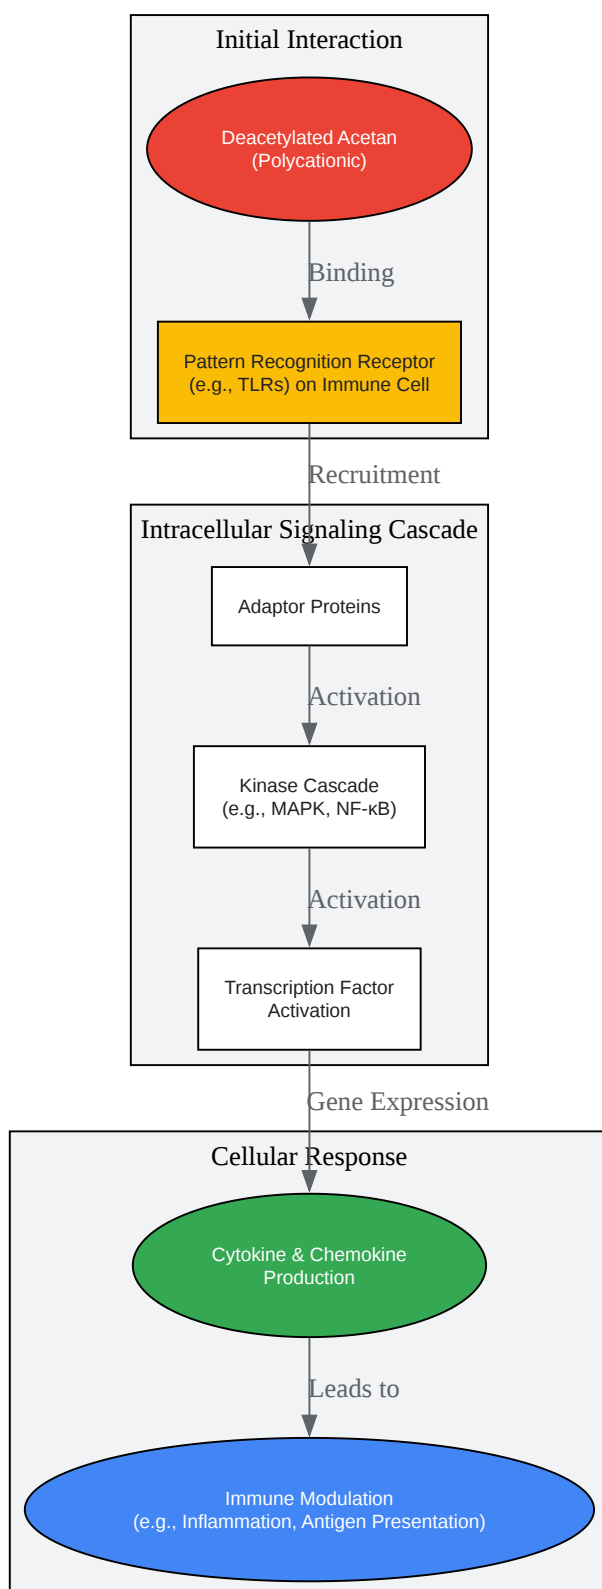 Initial Interaction
Deacetylated Acetan
(Polycationic)
Binding
Pattern Recognition Receptor
(e.g., TLRs) on Immune Cell
Recruitment
Intracellular Signaling Cascade
Adaptor Proteins
Activation
Kinase Cascade
(e.g., MAPK, NF-κB)
Activation
Transcription Factor
Activation
Gene Expression
Cellular Response
Cytokine & Chemokine
Production
Leads to
Immune Modulation
(e.g., Inflammation, Antigen Presentation)